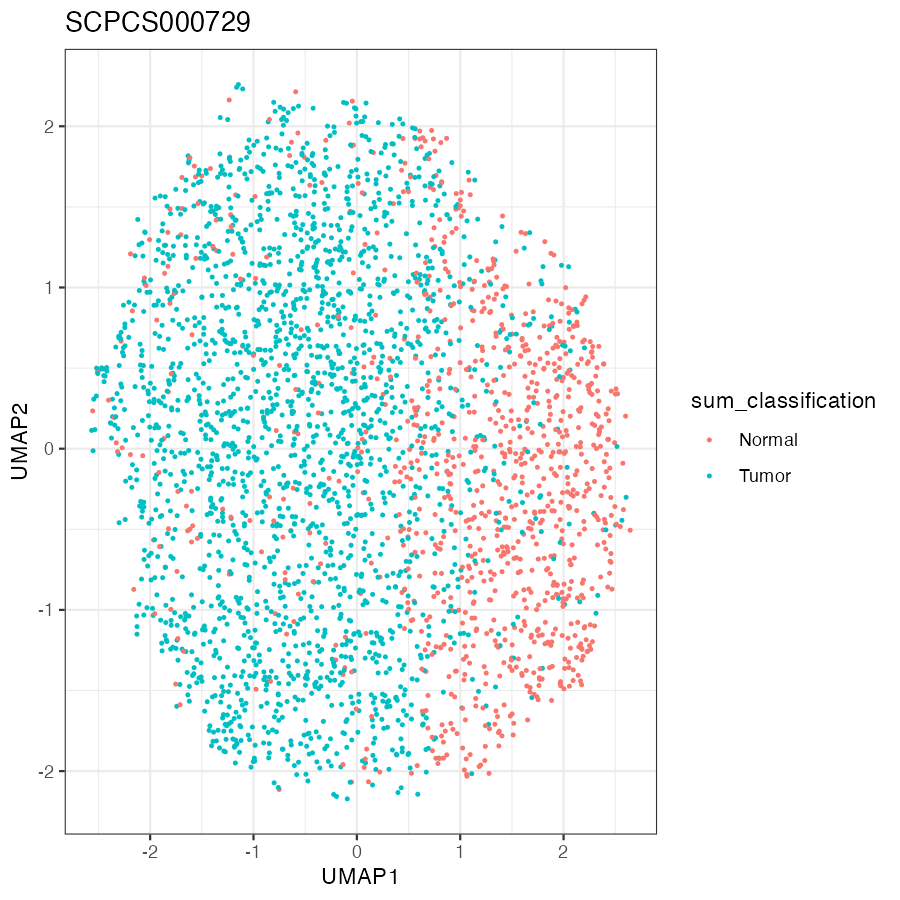 SCPCS000729
2
1
0
-1
-2
UMAP2
-2 -1 0 1 2
UMAP1
sum_classification
Normal
Tumor